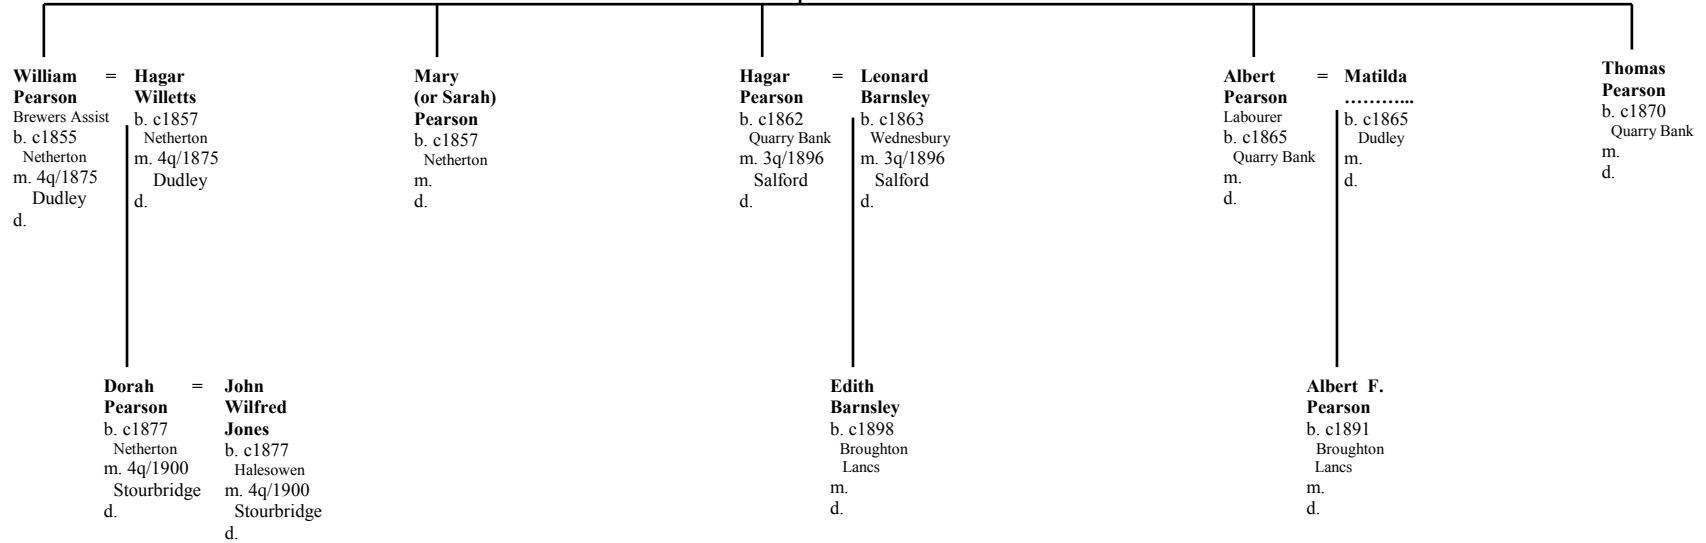 William = Hagar
Pearson Willetts
Brewers Assist b. c1857
b. c1855 Netherton
Netherton m. 4q/1875
m. 4q/1875 Dudley
Dudley d.
d.
Mary
(or Sarah)
Pearson
b. c1857
Netherton
m.
d.
Hagar = Leonard
Pearson Barnsley
b. c1862 b. c1863
Quarry Bank Wednesbury
m. 3q/1896 m. 3q/1896
Salford Salford
d. d.
Albert = Matilda
Pearson ………...
Labourer b. c1865
b. c1865 Dudley
Quarry Bank m.
m. d.
d.
Thomas
Pearson
b. c1870
Quarry Bank
m.
d.
Dorah = John
Pearson Wilfred
b. c1877 Jones
Netherton b. c1877
m. 4q/1900 Halesowen
Stourbridge m. 4q/1900
d. Stourbridge
d.
Edith
Barnsley
b. c1898
Broughton
Lancs
m.
d.
Albert F.
Pearson
b. c1891
Broughton
Lancs
m.
d.